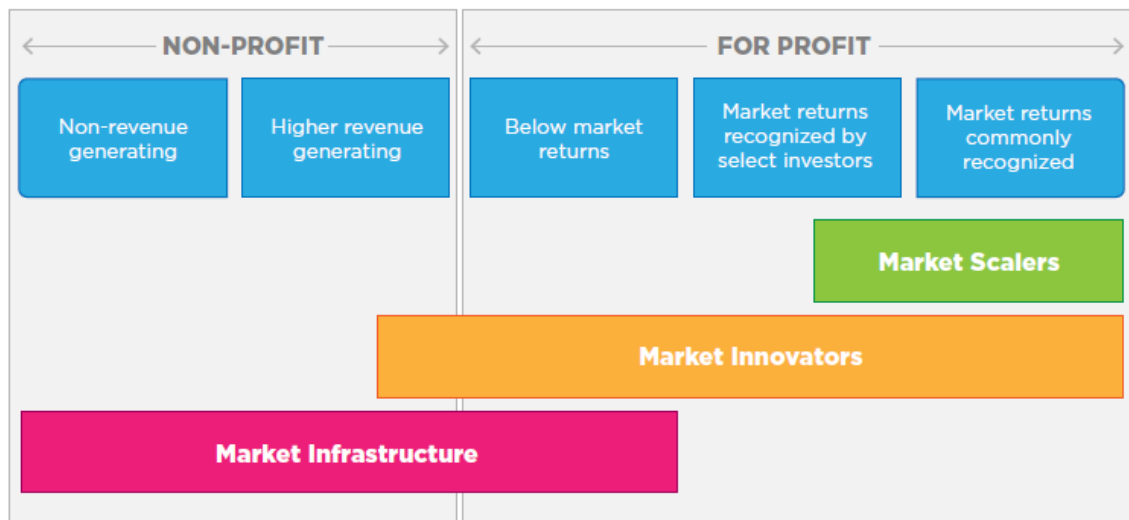 NON-PROFIT
FOR PROFIT
Non-revenue
generating
Higher revenue
generating
Below market
returns
Market returns
recognized by
select investors
Market returns
commonly
recognized
Market Scalers
Market Innovators
Market Infrastructure